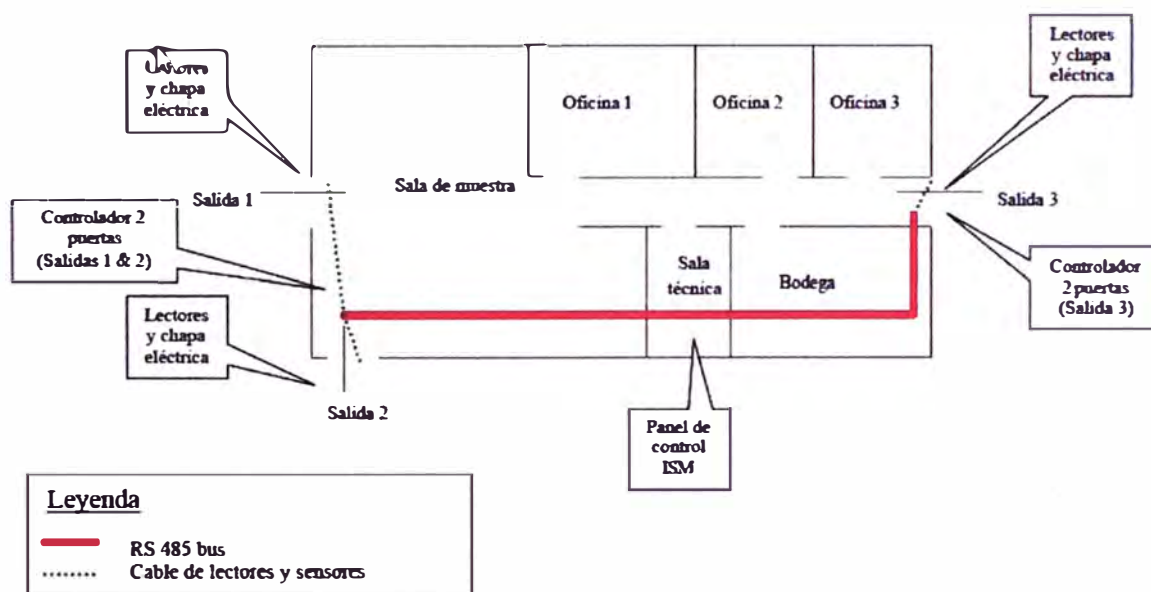 y chapa
eléctrica
Lectores
y chapa
eléctrica
Oficina 1
Oficina 2
Oficina 3
Sala de muestra
Salida 1
Salida 3
Controlador 2
puertas
(Salidas 1 & 2)
Sala
técnica
Bodega
Controlador
2 puertas
(Salida 3)
Lectores
y chapa
eléctrica
Salida 2
Panel de
control
ISM
Leyenda
RS 485 bus
Cable de lectores y sensores